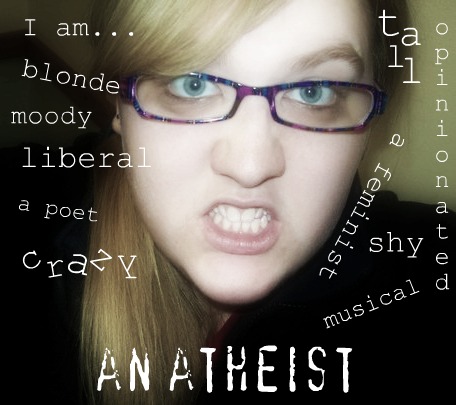 I am...
blonde
moody
liberal
a poet
crazy
tall
opinionated
a feminist
shy
musical
AN ATHEIST